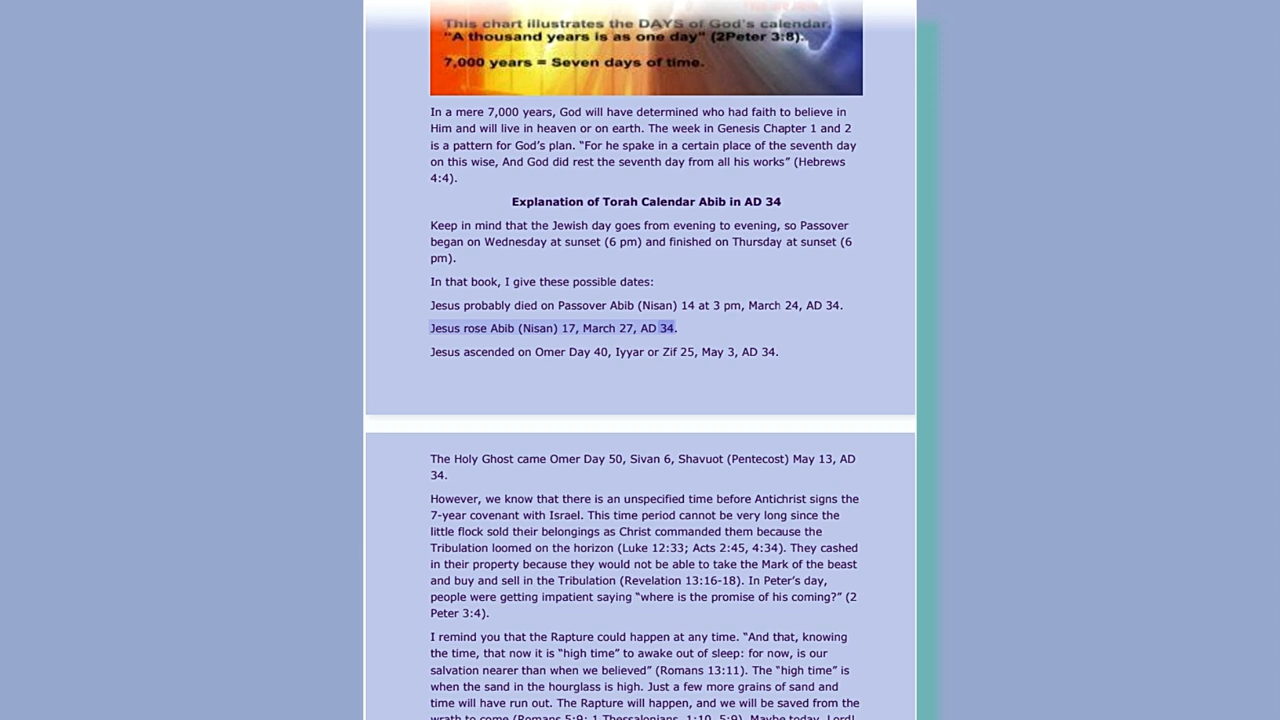 This chart illustrates the DAYS of God's calendar.
“A thousand years is as one day” (2Peter 3:8).
7,000 years = Seven days of time.
In a mere 7,000 years, God will have determined who had faith to believe in
Him and will live in heaven or on earth. The week in Genesis Chapter 1 and 2
is a pattern for God’s plan. “For he spake in a certain place of the seventh day
on this wise, And God did rest the seventh day from all his works” (Hebrews
4:4).
Explanation of Torah Calendar Abib in AD 34
Keep in mind that the Jewish day goes from evening to evening, so Passover
began on Wednesday at sunset (6 pm) and finished on Thursday at sunset (6
pm).
In that book, I give these possible dates:
Jesus probably died on Passover Abib (Nisan) 14 at 3 pm, March 24, AD 34.
Jesus rose Abib (Nisan) 17, March 27, AD 34.
Jesus ascended on Omer Day 40, Iyyar or Zif 25, May 3, AD 34.
The Holy Ghost came Omer Day 50, Sivan 6, Shavuot (Pentecost) May 13, AD
34.
However, we know that there is an unspecified time before Antichrist signs the
7-year covenant with Israel. This time period cannot be very long since the
little flock sold their belongings as Christ commanded them because the
Tribulation loomed on the horizon (Luke 12:33; Acts 2:45, 4:34). They cashed
in their property because they would not be able to take the Mark of the beast
and buy and sell in the Tribulation (Revelation 13:16-18). In Peter’s day,
people were getting impatient saying “where is the promise of his coming?” (2
Peter 3:4).
I remind you that the Rapture could happen at any time. “And that, knowing
the time, that now it is “high time” to awake out of sleep: for now, is our
salvation nearer than when we believed” (Romans 13:11). The “high time” is
when the sand in the hourglass is high. Just a few more grains of sand and
time will have run out. The Rapture will happen, and we will be saved from the
wrath to come (Romans 5:9; 1 Thessalonians, 1:10, 5:9). Maybe today, Lord!